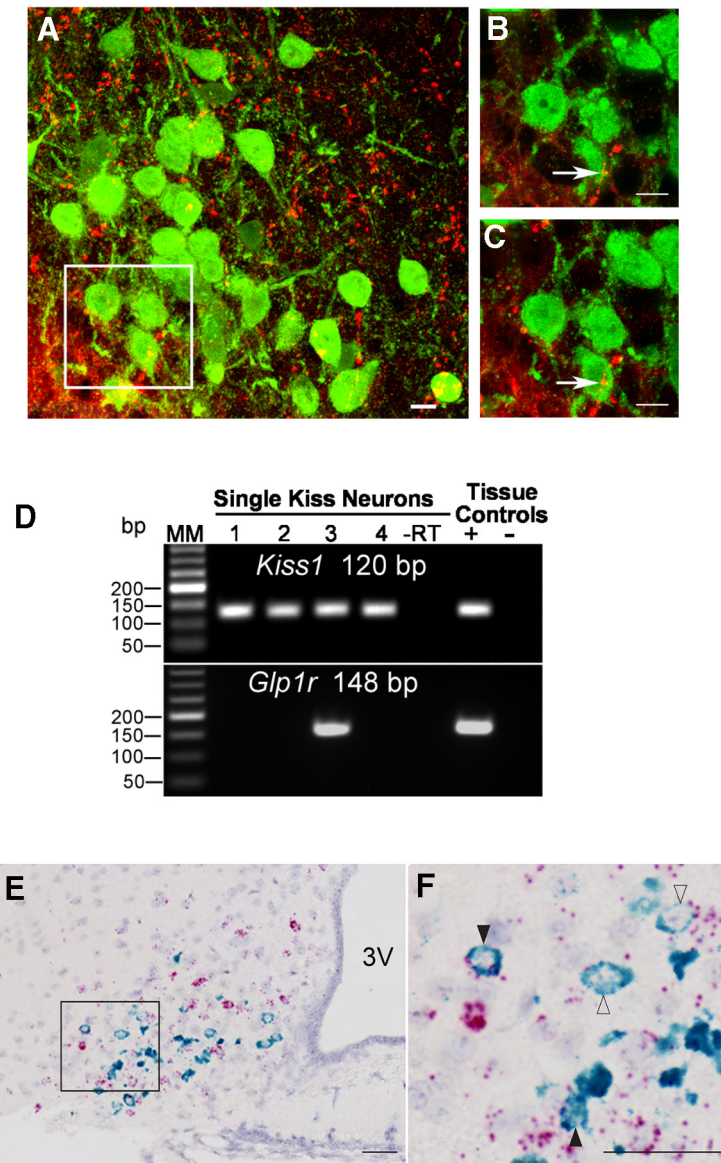 A
B
C
D
Single Kiss Neurons
Tissue
Controls
bp
MM 1 2 3 4 -RT + -
Kiss1 120 bp
200
150
100
50
Glp1r 148 bp
200
150
100
50
E
3V
F